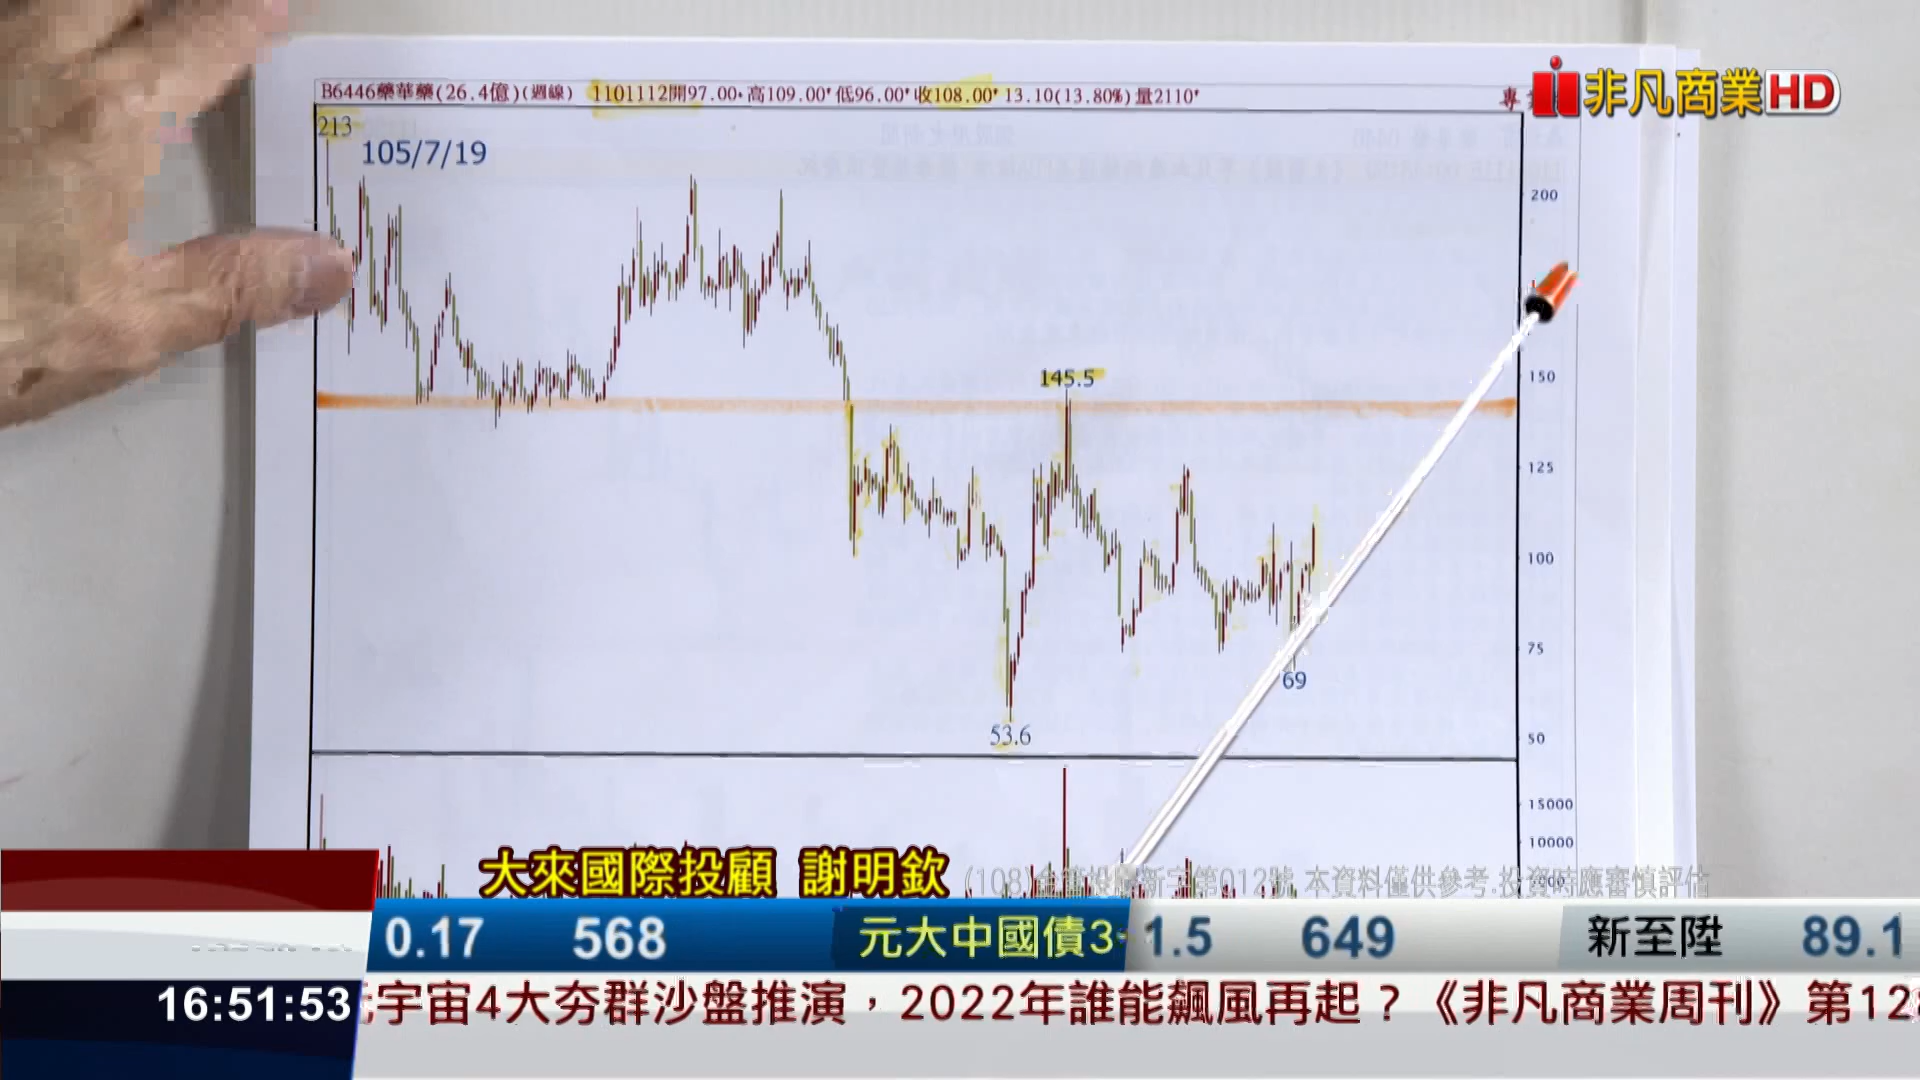 B6446藥華藥(26.4億)(週線) 1101112開97.00 高109.00 低96.00 收108.00 13.10(13.80%)量2110
專
非凡商業HD
213
105/7/19
200
150
145.5
125
100
75
69
53.6
50
15000
10000
大來國際投顧 謝明欽
本資料僅供參考.投資時應審慎評估
0.17 568 元大中國債3 1.5 649 新至陞 89.1
16:51:53
宇宙4大夯群沙盤推演，2022年誰能飆風再起？《非凡商業周刊》第12